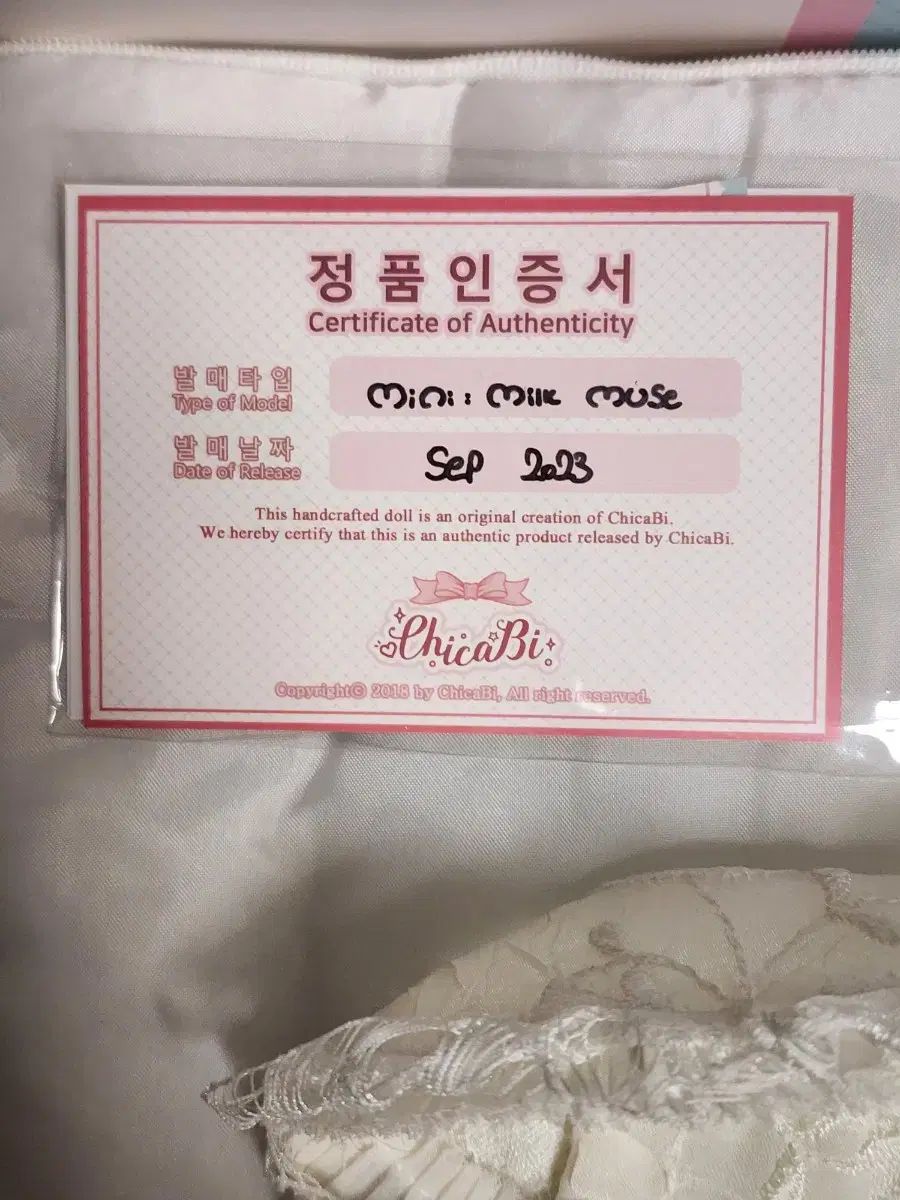 정품인증서
Certificate of Authenticity
발매타입
Type of Model
mini: milk muse
발매날짜
Date of Release
Sep 2023
This handcrafted doll is an original creation of ChicaBi.
We hereby certify that this is an authentic product released by ChicaBi.
ChicaBi
Copyright© 2018 by ChicaBi, All right reserved.